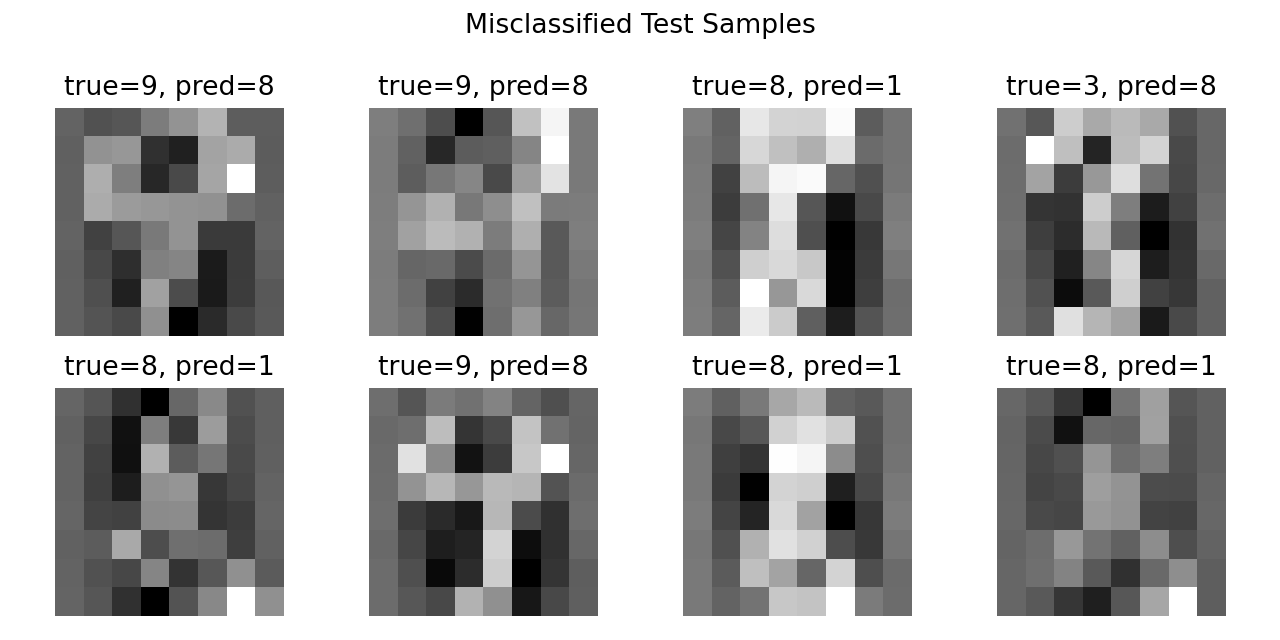 Misclassified Test Samples
true=9, pred=8
true=9, pred=8
true=8, pred=1
true=3, pred=8
true=8, pred=1
true=9, pred=8
true=8, pred=1
true=8, pred=1